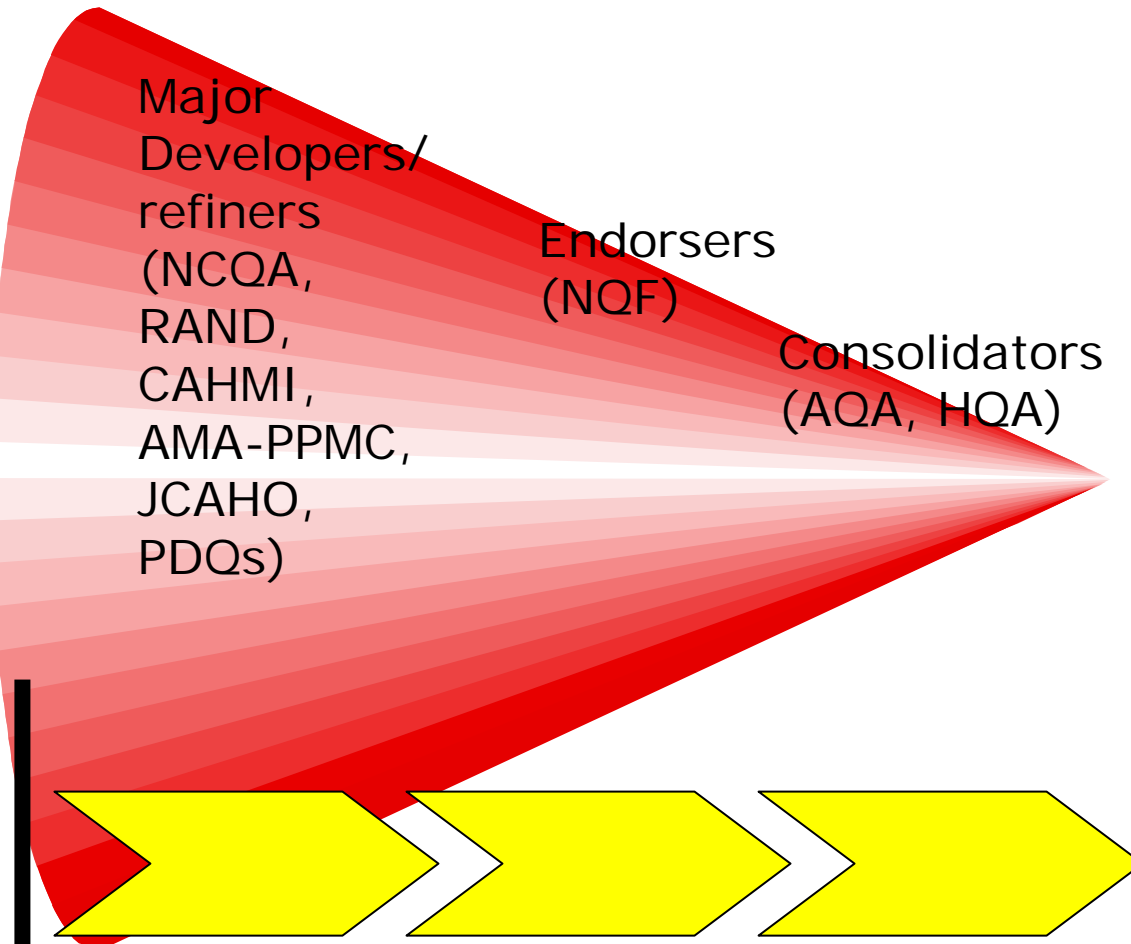 Major
Developers/
refiners
(NCQA,
RAND,
CAHMI,
AMA-PPMC,
JCAHO,
PDQs)
Endorsers
(NQF)
Consolidators
(AQA, HQA)